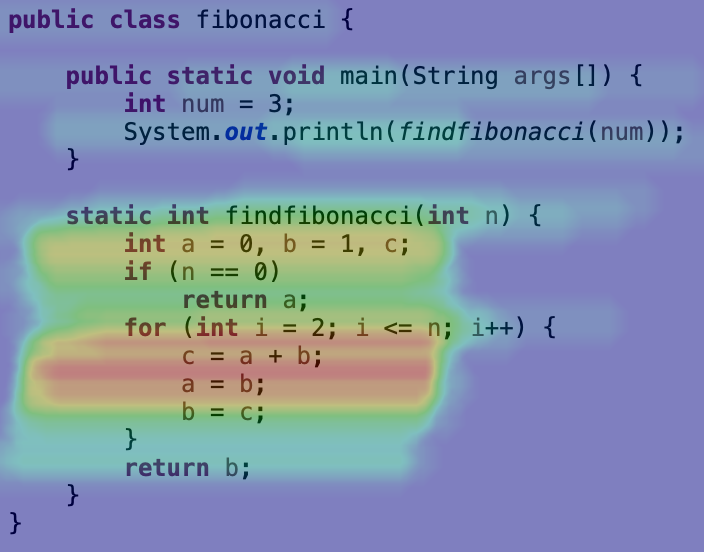 public class fibonacci {
public static void main(String args[]) {
int num = 3;
System.out.println(findfibonacci(num));
}
static int findfibonacci(int n) {
int a = 0, b = 1, c;
if (n == 0)
return a;
for (int i = 2; i <= n; i++) {
c = a + b;
a = b;
b = c;
}
return b;
}
}